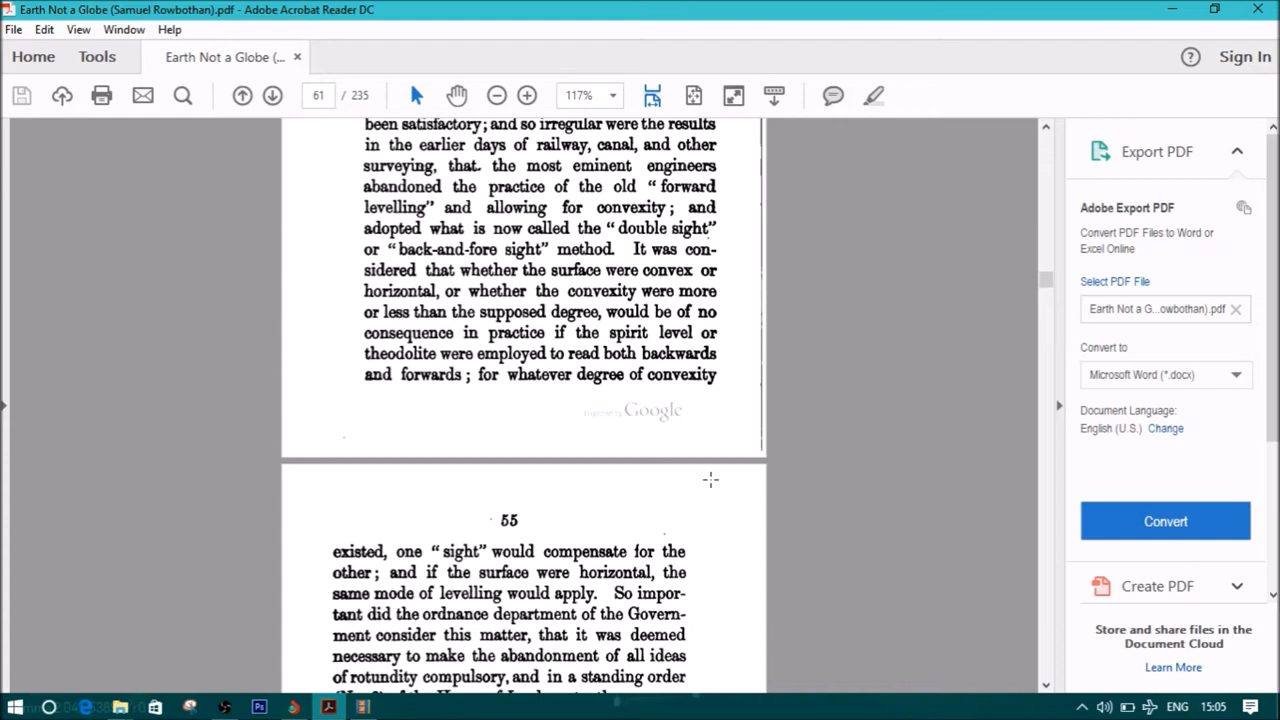 Earth Not a Globe (Samuel Rowbothan).pdf - Adobe Acrobat Reader DC
File Edit View Window Help
Home Tools Earth Not a Globe (... × Sign In
61 / 235 117%
been satisfactory; and so irregular were the results
in the earlier days of railway, canal, and other
surveying, that the most eminent engineers
abandoned the practice of the old "forward
levelling" and allowing for convexity; and
adopted what is now called the "double sight"
or "back-and-fore sight" method. It was con-
sidered that whether the surface were convex or
horizontal, or whether the convexity were more
or less than the supposed degree, would be of no
consequence in practice if the spirit level or
theodolite were employed to read both backwards
and forwards; for whatever degree of convexity
Google
55
existed, one "sight" would compensate for the
other; and if the surface were horizontal, the
same mode of levelling would apply. So impor-
tant did the ordnance department of the Govern-
ment consider this matter, that it was deemed
necessary to make the abandonment of all ideas
of rotundity compulsory, and in a standing order
Export PDF
Adobe Export PDF
Convert PDF Files to Word or
Excel Online
Select PDF File
Earth Not a G...owbothan).pdf
Convert to
Microsoft Word (*.docx)
Document Language:
English (U.S.) Change
Convert
Create PDF
Store and share files in the
Document Cloud
Learn More
ENG 15:05